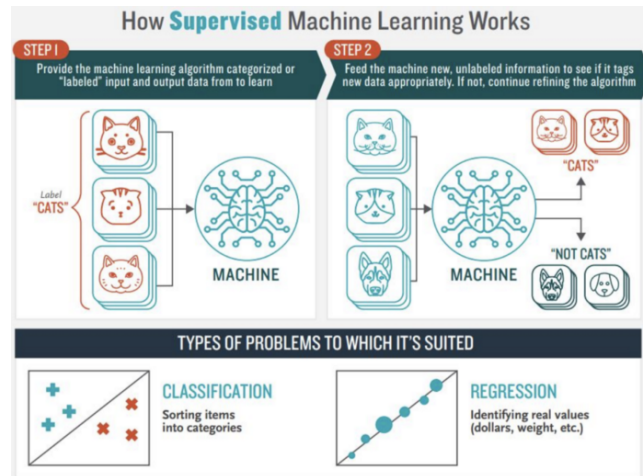 How Supervised Machine Learning Works
STEP 1
Provide the machine learning algorithm categorized or
"labeled" input and output data from to learn
STEP 2
Feed the machine new, unlabeled information to see if it tags
new data appropriately. If not, continue refining the algorithm
Label
"CATS"
MACHINE
MACHINE
"CATS"
"NOT CATS"
TYPES OF PROBLEMS TO WHICH IT'S SUITED
CLASSIFICATION
Sorting items
into categories
REGRESSION
Identifying real values
(dollars, weight, etc.)